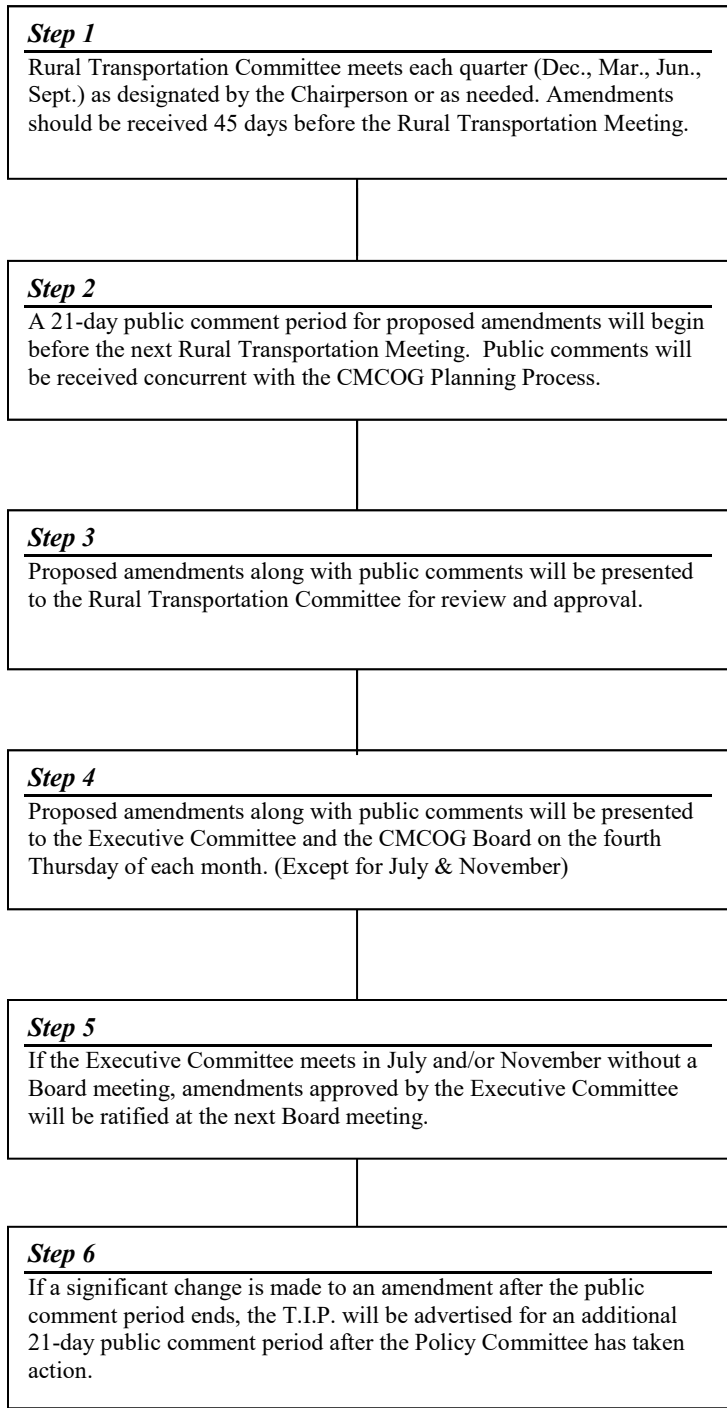 Step 1
Rural Transportation Committee meets each quarter (Dec., Mar., Jun.,
Sept.) as designated by the Chairperson or as needed. Amendments
should be received 45 days before the Rural Transportation Meeting.
Step 2
A 21-day public comment period for proposed amendments will begin
before the next Rural Transportation Meeting.  Public comments will
be received concurrent with the CMCOG Planning Process.
Step 3
Proposed amendments along with public comments will be presented
to the Rural Transportation Committee for review and approval.
Step 4
Proposed amendments along with public comments will be presented
to the Executive Committee and the CMCOG Board on the fourth
Thursday of each month. (Except for July & November)
Step 5
If the Executive Committee meets in July and/or November without a
Board meeting, amendments approved by the Executive Committee
will be ratified at the next Board meeting.
Step 6
If a significant change is made to an amendment after the public
comment period ends, the T.I.P. will be advertised for an additional
21-day public comment period after the Policy Committee has taken
action.